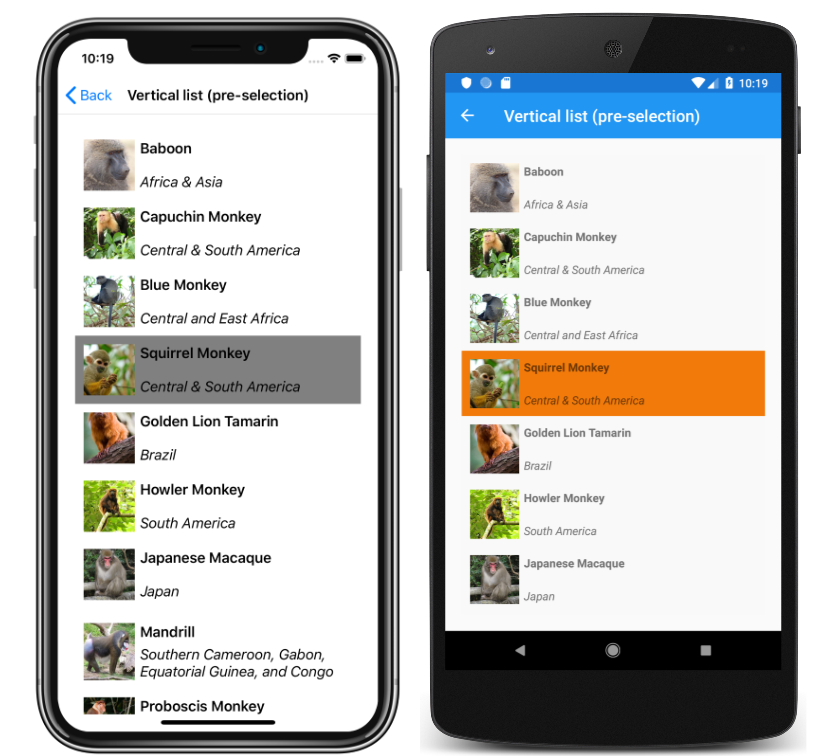 10:19
Back
Vertical list (pre-selection)
Baboon
Africa & Asia
Capuchin Monkey
Central & South America
Blue Monkey
Central and East Africa
Squirrel Monkey
Central & South America
Golden Lion Tamarin
Brazil
Howler Monkey
South America
Japanese Macaque
Japan
Mandrill
Southern Cameroon, Gabon,
Equatorial Guinea, and Congo
Proboscis Monkey
10:19
Vertical list (pre-selection)
Baboon
Africa & Asia
Capuchin Monkey
Central & South America
Blue Monkey
Central and East Africa
Squirrel Monkey
Central & South America
Golden Lion Tamarin
Brazil
Howler Monkey
South America
Japanese Macaque
Japan